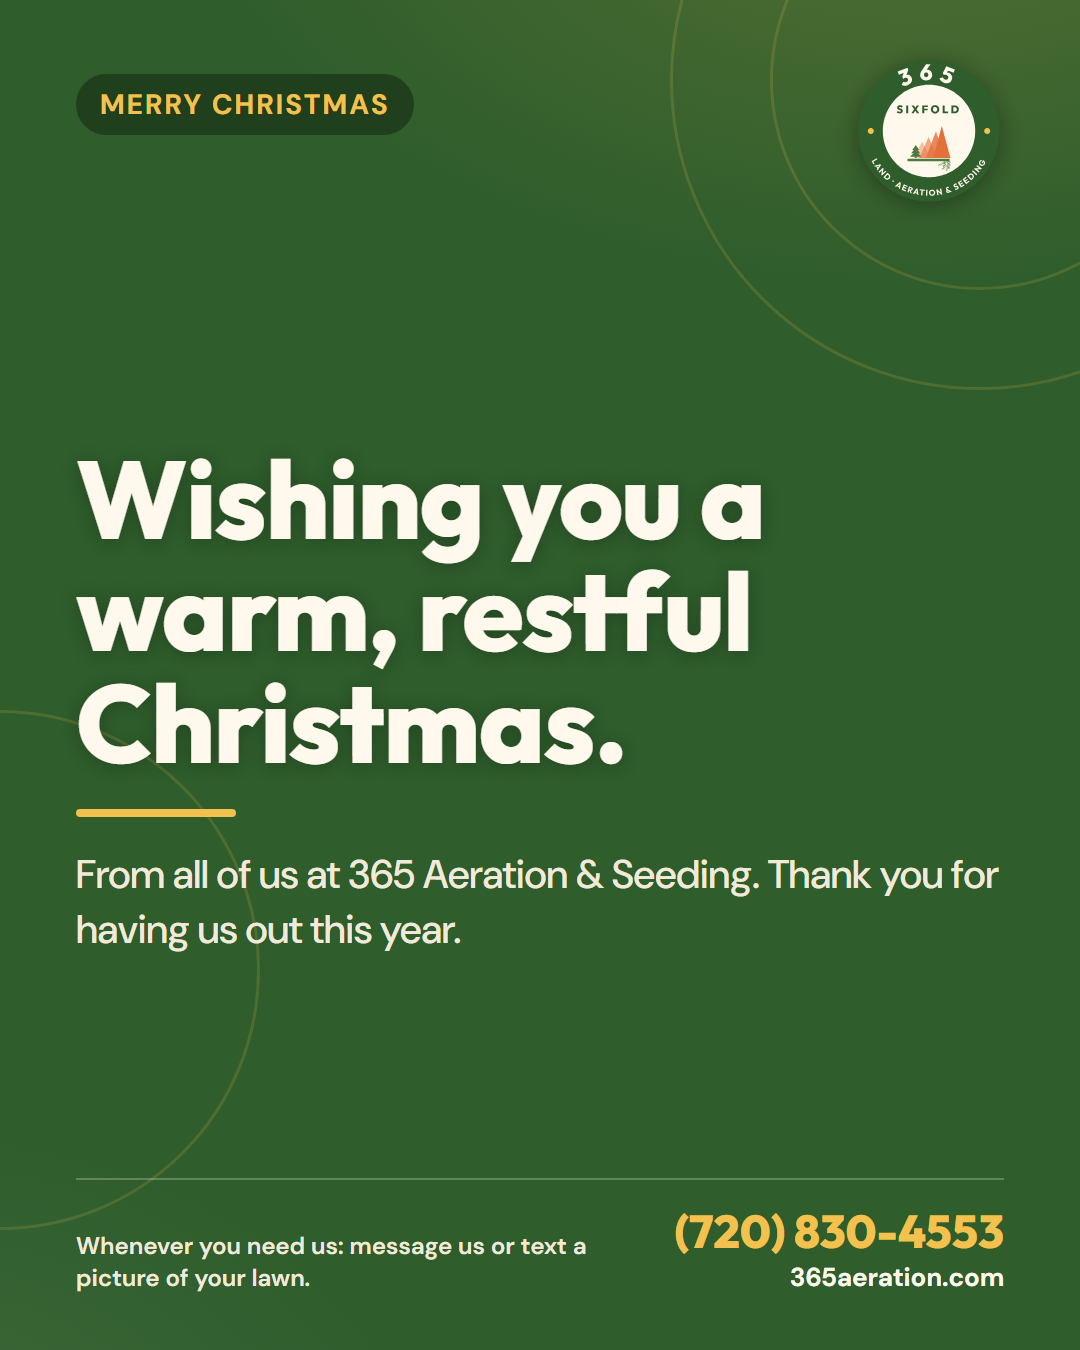 MERRY CHRISTMAS
365
SIXFOLD
LAND · AERATION & SEEDING
Wishing you a
warm, restful
Christmas.
From all of us at 365 Aeration & Seeding. Thank you for
having us out this year.
Whenever you need us: message us or text a
picture of your lawn.
(720) 830-4553
365aeration.com